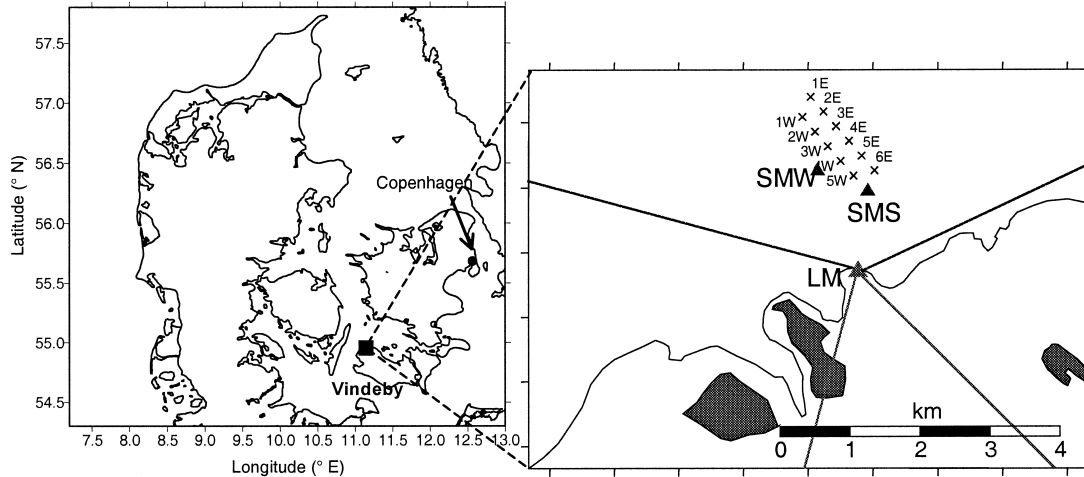 57.5
57.0
56.5
56.0
55.5
55.0
54.5
Latitude (° N)
7.5 8.0 8.5 9.0 9.5 10.0 10.5 11.0 11.5 12.0 12.5 13.0
Longitude (° E)
Copenhagen
Vindeby
1E
2E
3E
4E
5E
6E
1W
2W
3W
W
5W
SMW
SMS
LM
km
0 1 2 3 4